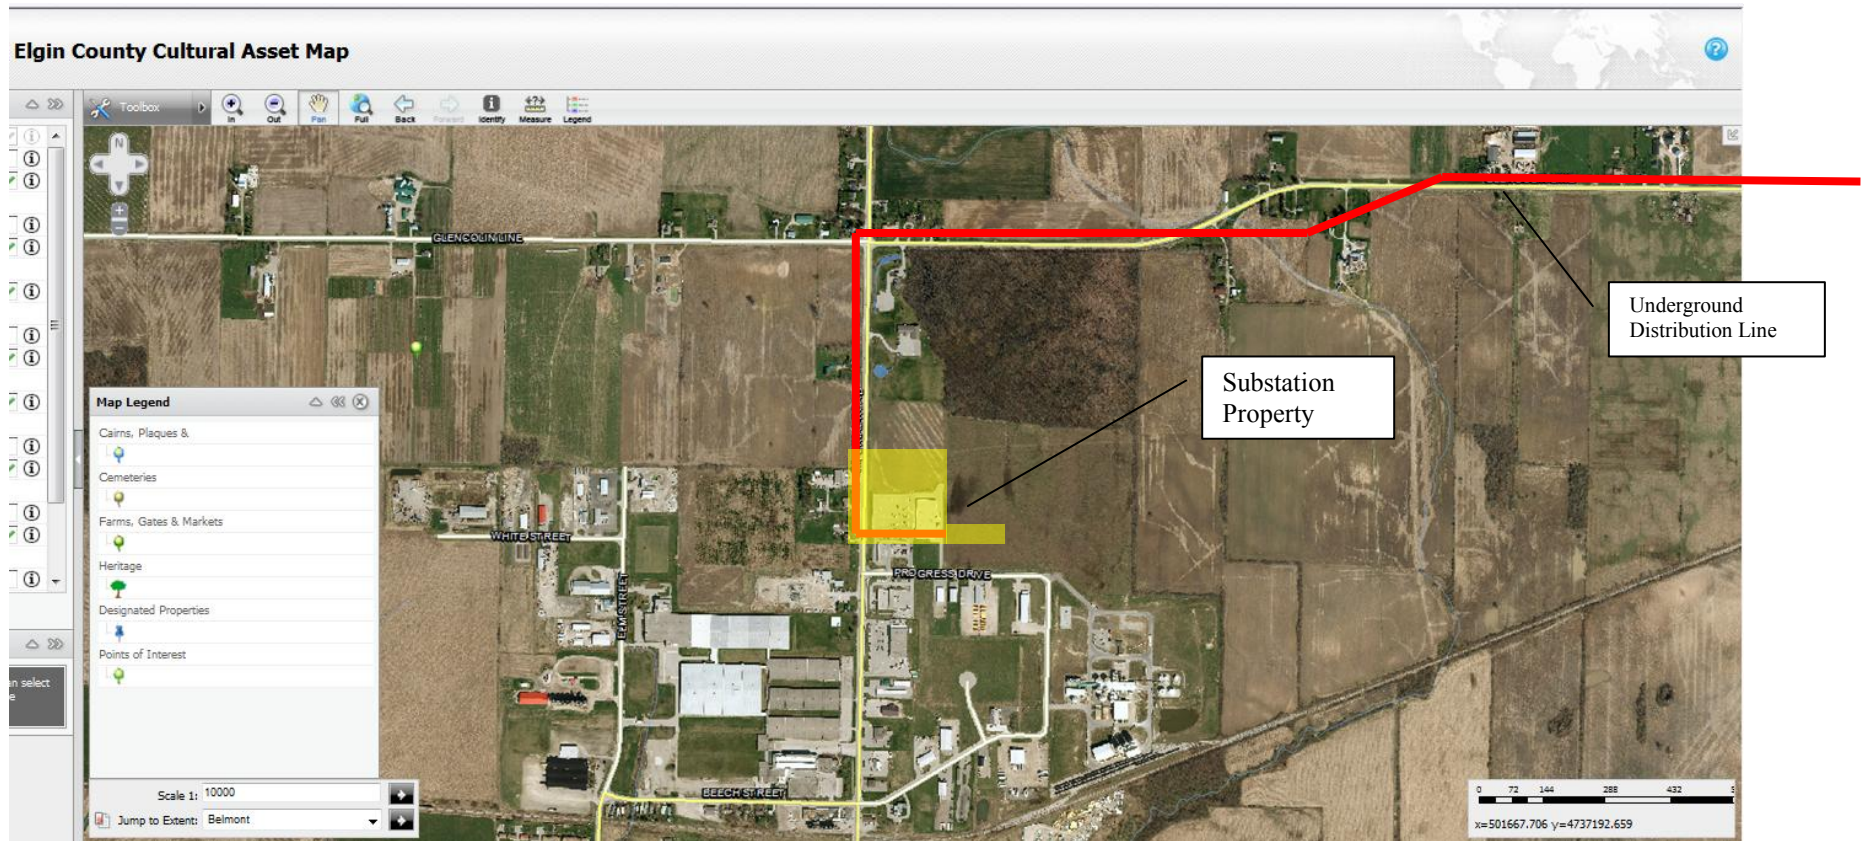 Elgin County Cultural Asset Map
Toolbox
In
Out
Pan
Full
Back
Forward
Identify
Measure
Legend
N
GLENCOLIN LINE
Underground
Distribution Line
Substation
Property
Map Legend
Cairns, Plaques &
Cemeteries
Farms, Gates & Markets
Heritage
Designated Properties
Points of Interest
WHITE STREET
ELM STREET
PROGRESS DRIVE
BEECH STREET
an select
e
Scale 1: 10000
Jump to Extent: Belmont
0 72 144 288 432
x=501667.706 y=4737192.659